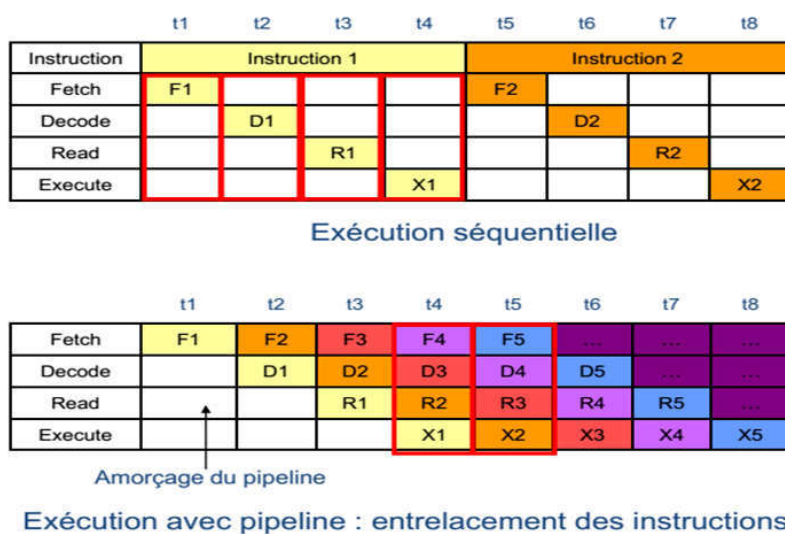 t1 t2 t3 t4 t5 t6 t7 t8
Instruction Instruction 1 Instruction 2
Fetch F1 F2
Decode D1 D2
Read R1 R2
Execute X1 X2
Exécution séquentielle
t1 t2 t3 t4 t5 t6 t7 t8
Fetch F1 F2 F3 F4 F5 ... ... ...
Decode D1 D2 D3 D4 D5 ... ...
Read R1 R2 R3 R4 R5 ...
Execute X1 X2 X3 X4 X5
Amorçage du pipeline
Exécution avec pipeline : entrelacement des instructions